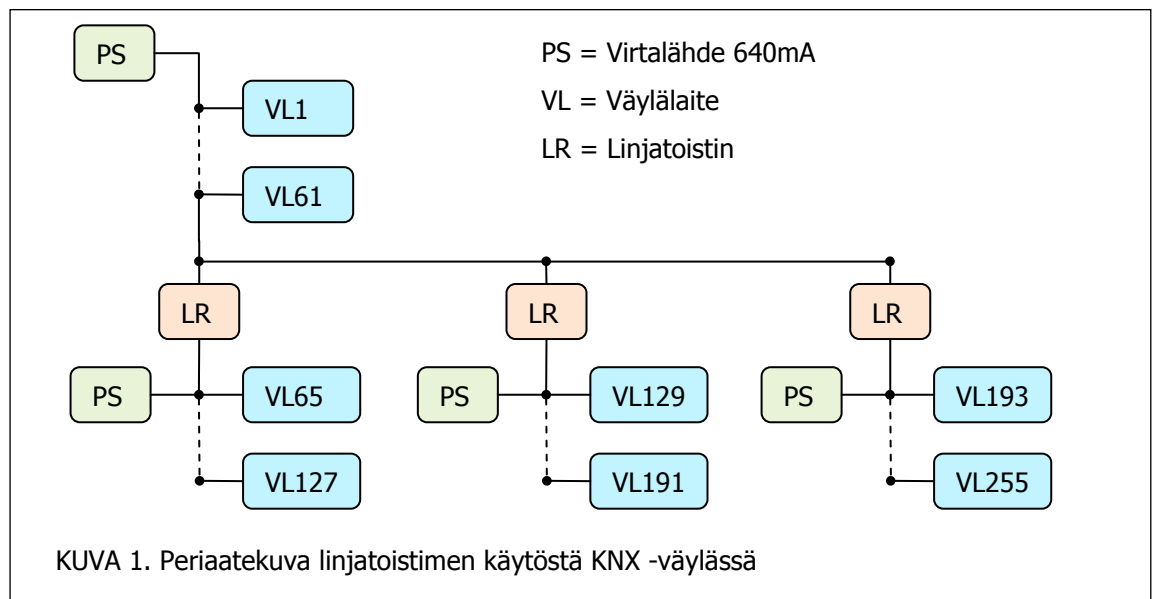 PS
PS = Virtalähde 640mA
VL = Väylälaite
LR = Linjatoistin
VL1
VL61
LR
LR
LR
PS
VL65
PS
VL129
PS
VL193
VL127
VL191
VL255
KUVA 1. Periaatekuva linjatoistimen käytöstä KNX -väylässä